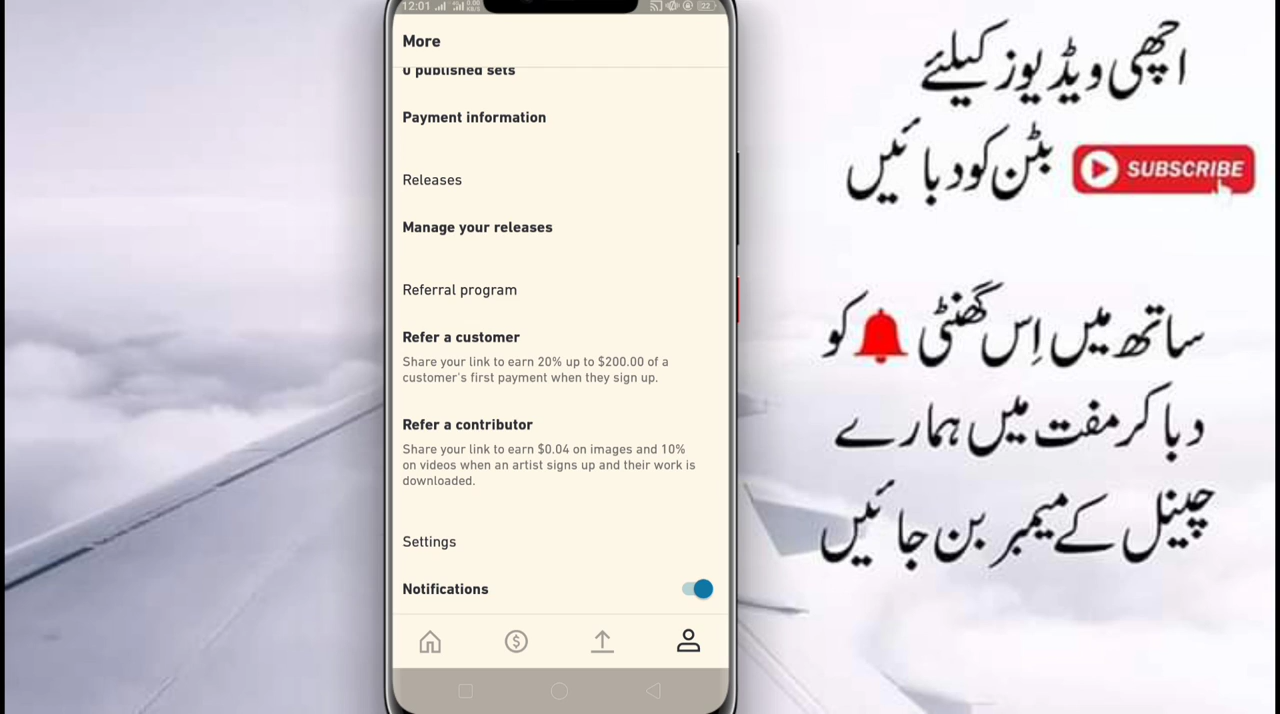 12:01
22
More
0 published sets
Payment information
Releases
Manage your releases
Referral program
Refer a customer
Share your link to earn 20% up to $200.00 of a
customer's first payment when they sign up.
Refer a contributor
Share your link to earn $0.04 on images and 10%
on videos when an artist signs up and their work is
downloaded.
Settings
Notifications
اچھی ویڈیوز کیلئے
SUBSCRIBE بٹن کو دبائیں
ساتھ میں اِس گھنٹی کو
دبا کر مفت میں ہمارے
چینل کے میمبر بن جائیں